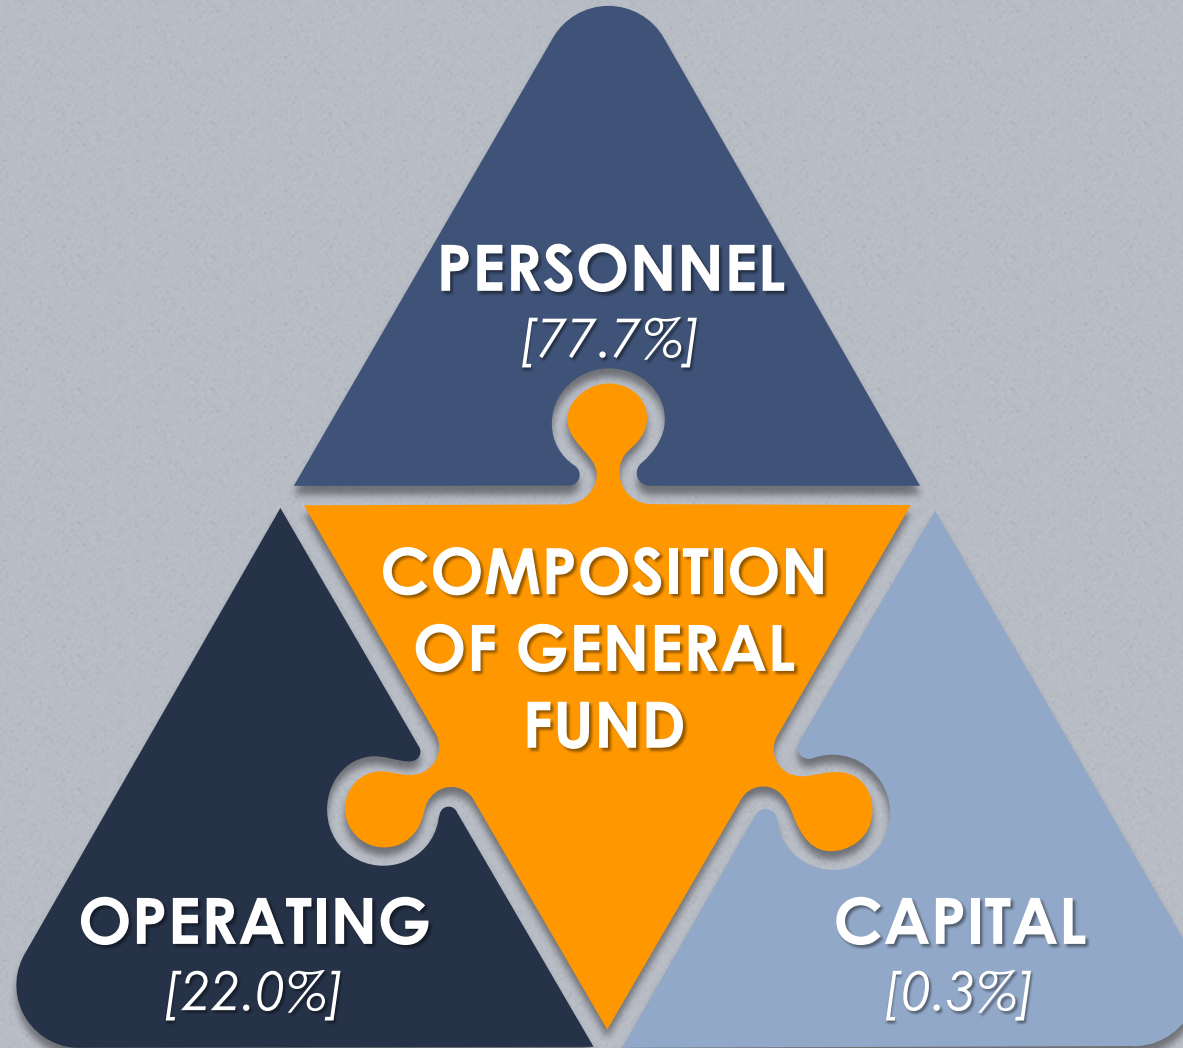 PERSONNEL
[77.7%]
COMPOSITION
OF GENERAL
FUND
OPERATING
[22.0%]
CAPITAL
[0.3%]